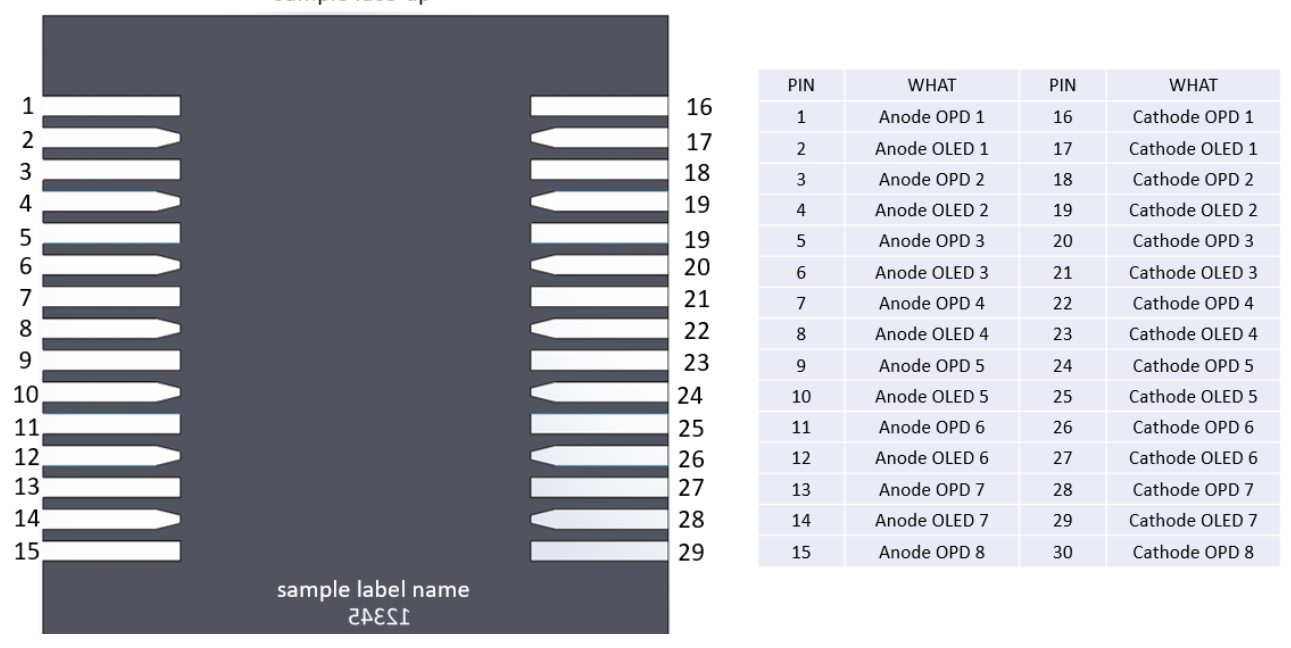 sample face-up
1
2
3
4
5
6
7
8
9
10
11
12
13
14
15
16
17
18
19
19
20
21
22
23
24
25
26
27
28
29
sample label name
12345
PIN WHAT PIN WHAT
1 Anode OPD 1 16 Cathode OPD 1
2 Anode OLED 1 17 Cathode OLED 1
3 Anode OPD 2 18 Cathode OPD 2
4 Anode OLED 2 19 Cathode OLED 2
5 Anode OPD 3 20 Cathode OPD 3
6 Anode OLED 3 21 Cathode OLED 3
7 Anode OPD 4 22 Cathode OPD 4
8 Anode OLED 4 23 Cathode OLED 4
9 Anode OPD 5 24 Cathode OPD 5
10 Anode OLED 5 25 Cathode OLED 5
11 Anode OPD 6 26 Cathode OPD 6
12 Anode OLED 6 27 Cathode OLED 6
13 Anode OPD 7 28 Cathode OPD 7
14 Anode OLED 7 29 Cathode OLED 7
15 Anode OPD 8 30 Cathode OPD 8